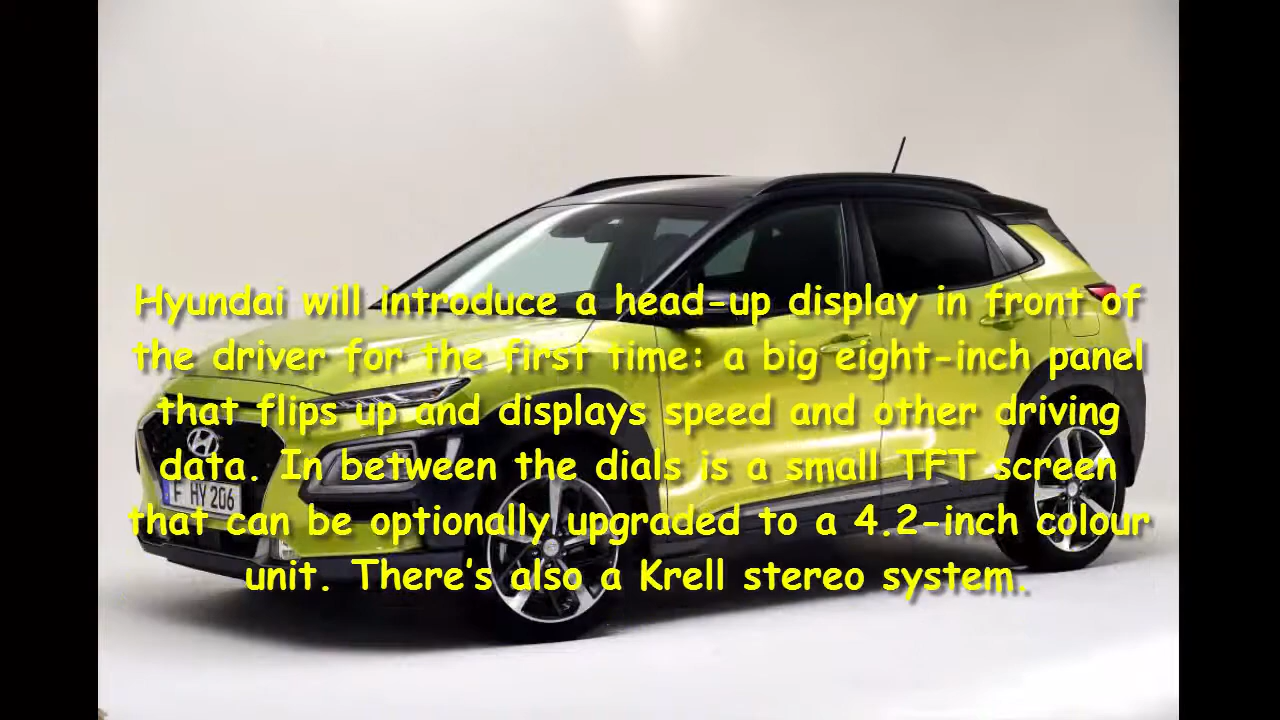 Hyundai will introduce a head-up display in front of
the driver for the first time: a big eight-inch panel
that flips up and displays speed and other driving
data. In between the dials is a small TFT screen
that can be optionally upgraded to a 4.2-inch colour
unit. There's also a Krell stereo system.
F HY 206